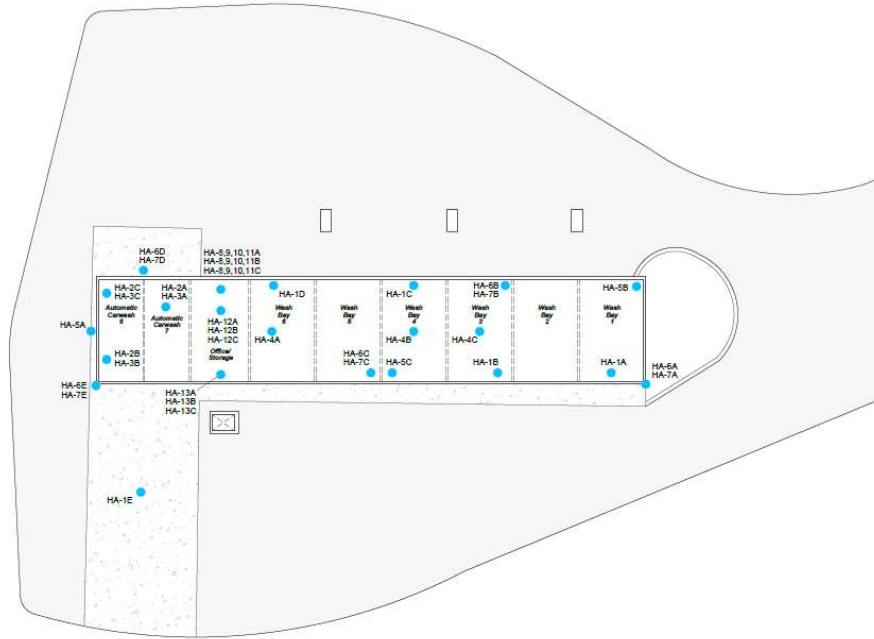 HA-6D
HA-7D
HA-8,9,10,11A
HA-8,9,10,11B
HA-8,9,10,11C
HA-2C
HA-3C
HA-2A
HA-3A
HA-1D
HA-1C
HA-6B
HA-7B
HA-5B
Automatic
Carwash
8
Automatic
Carwash
7
HA-12A
HA-12B
HA-12C
Office/
Storage
Wash
Bay
6
Wash
Bay
5
Wash
Bay
4
Wash
Bay
3
Wash
Bay
2
Wash
Bay
1
HA-5A
HA-4A
HA-4B
HA-4C
HA-2B
HA-3B
HA-6C
HA-7C
HA-5C
HA-1B
HA-1A
HA-6A
HA-7A
HA-6E
HA-7E
HA-13A
HA-13B
HA-13C
HA-1E